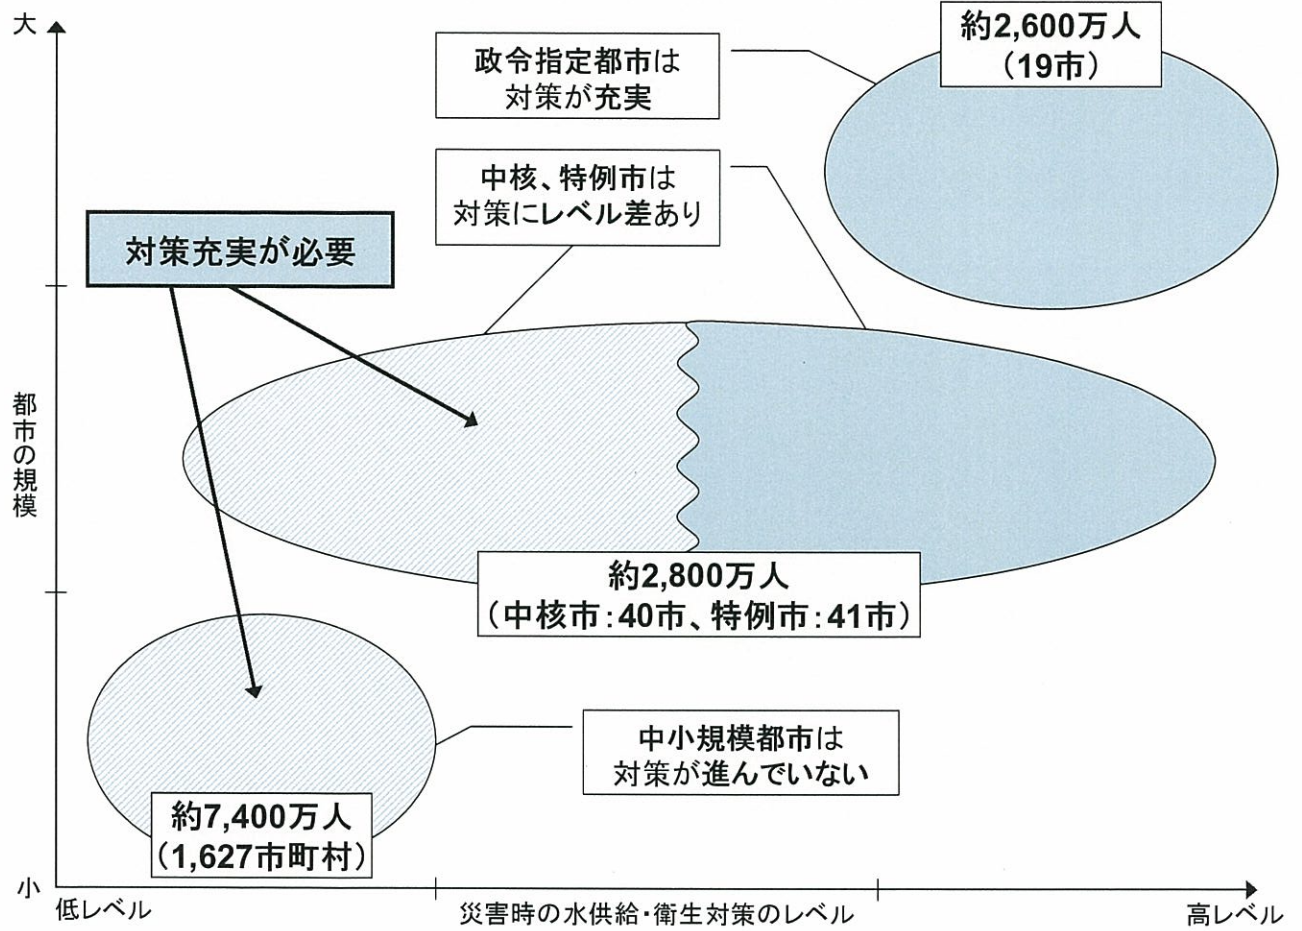 大
約2,600万人
（19市）
政令指定都市は
対策が充実
中核、特例市は
対策にレベル差あり
対策充実が必要
都市の規模
約2,800万人
（中核市：40市、特例市：41市）
中小規模都市は
対策が進んでいない
約7,400万人
（1,627市町村）
小
低レベル
災害時の水供給・衛生対策のレベル
高レベル